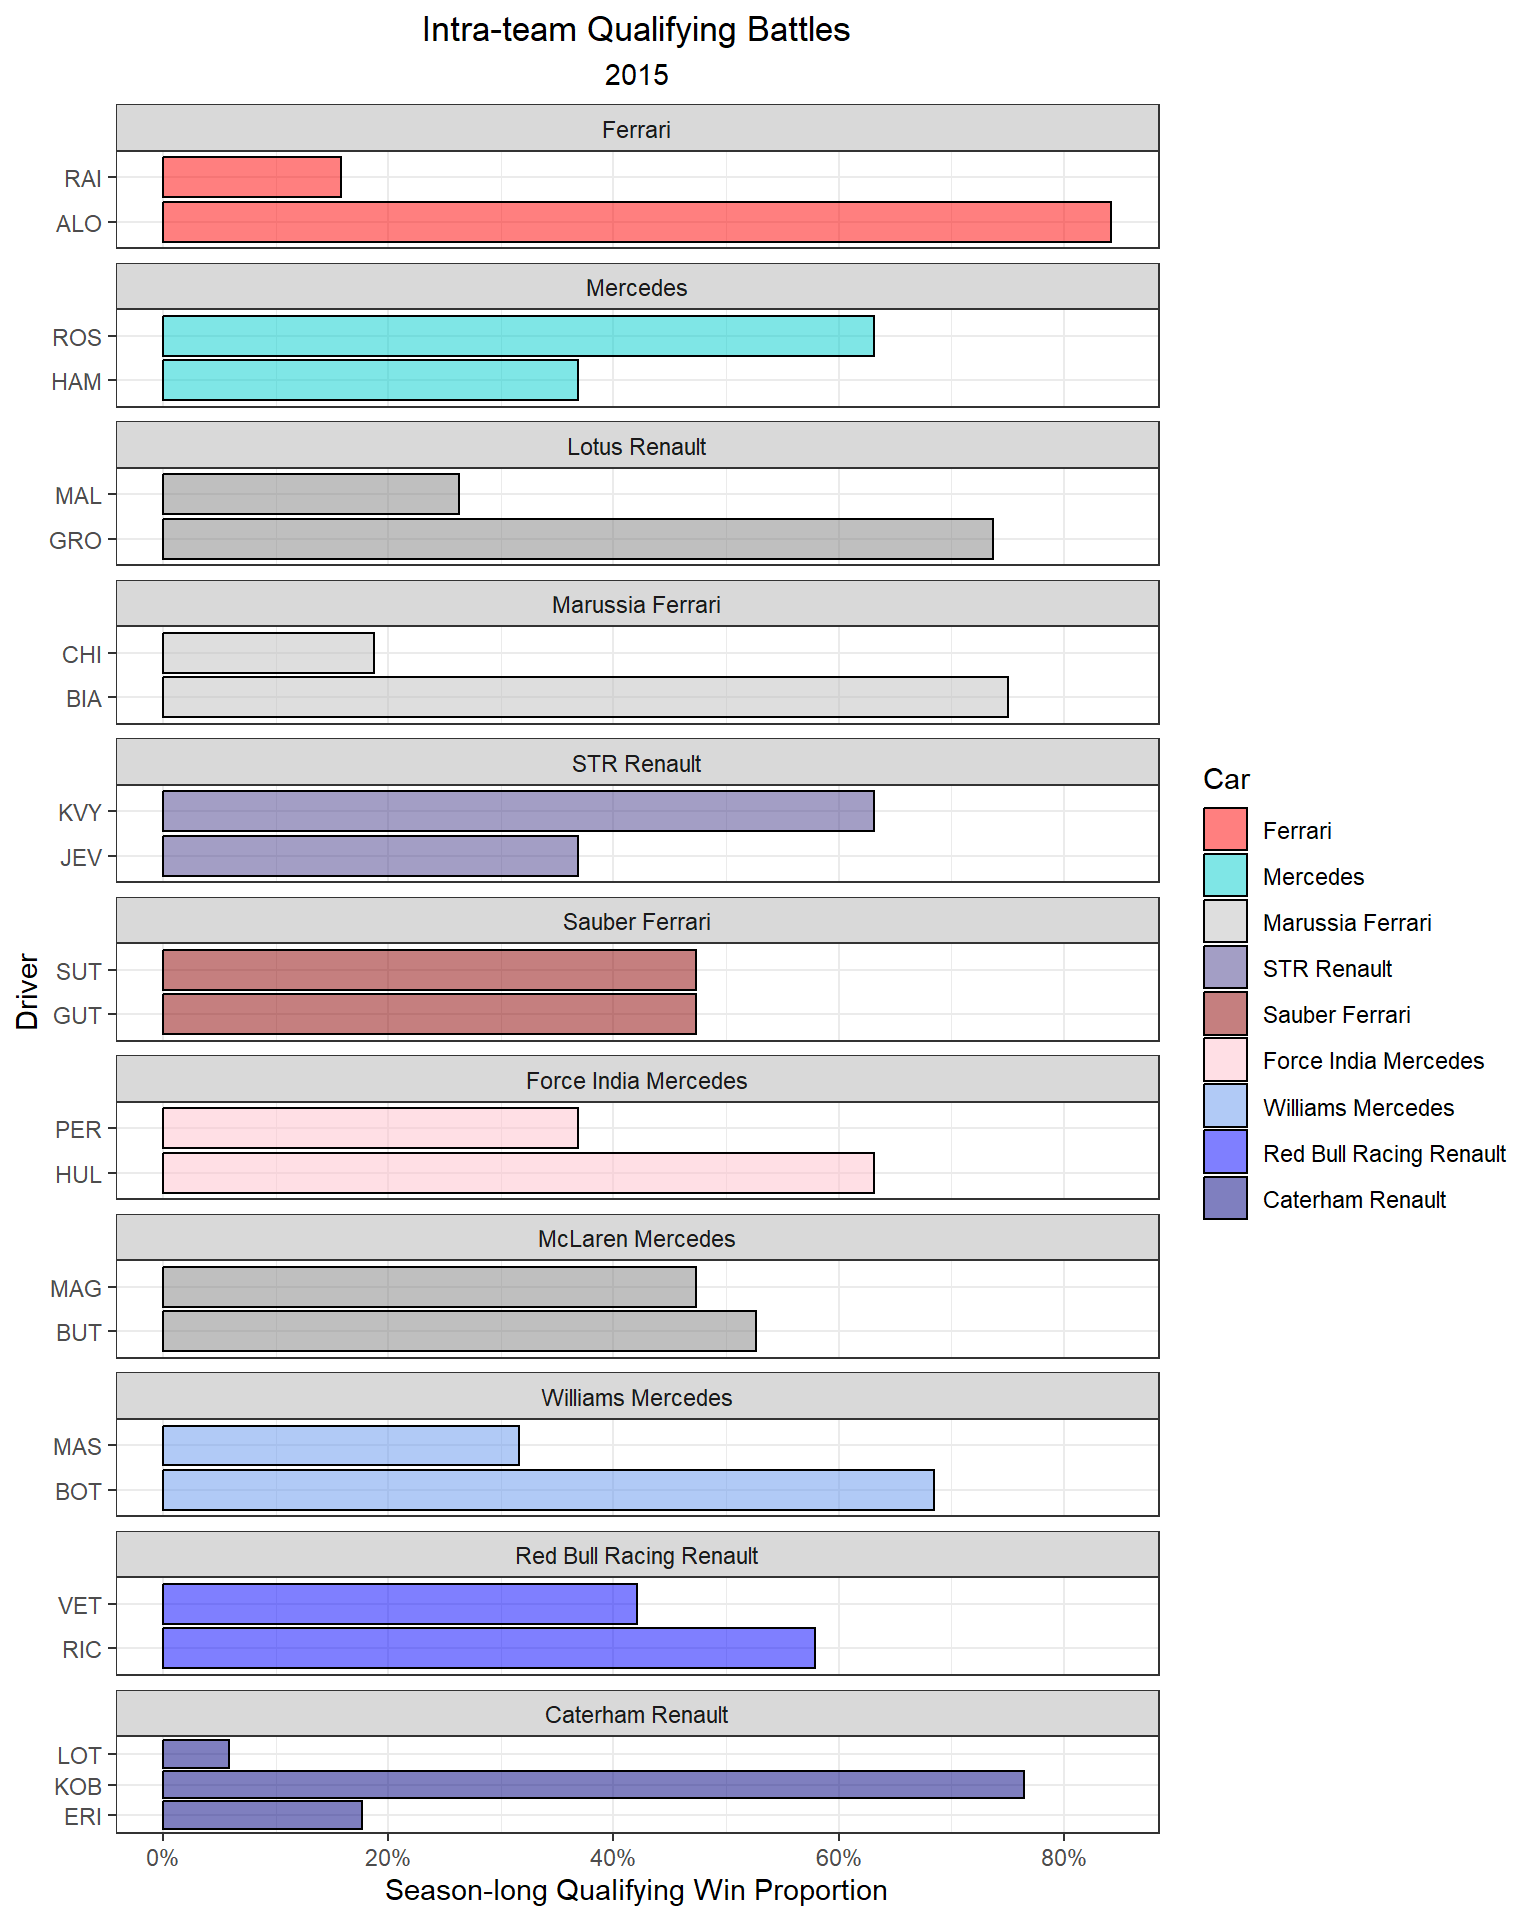 Intra-team Qualifying Battles
2015
Ferrari
RAI
ALO
Mercedes
ROS
HAM
Lotus Renault
MAL
GRO
Marussia Ferrari
CHI
BIA
STR Renault
KVY
JEV
Sauber Ferrari
SUT
GUT
Force India Mercedes
PER
HUL
McLaren Mercedes
MAG
BUT
Williams Mercedes
MAS
BOT
Red Bull Racing Renault
VET
RIC
Caterham Renault
LOT
KOB
ERI
0% 20% 40% 60% 80%
Season-long Qualifying Win Proportion
Driver
Car
Ferrari
Mercedes
Marussia Ferrari
STR Renault
Sauber Ferrari
Force India Mercedes
Williams Mercedes
Red Bull Racing Renault
Caterham Renault